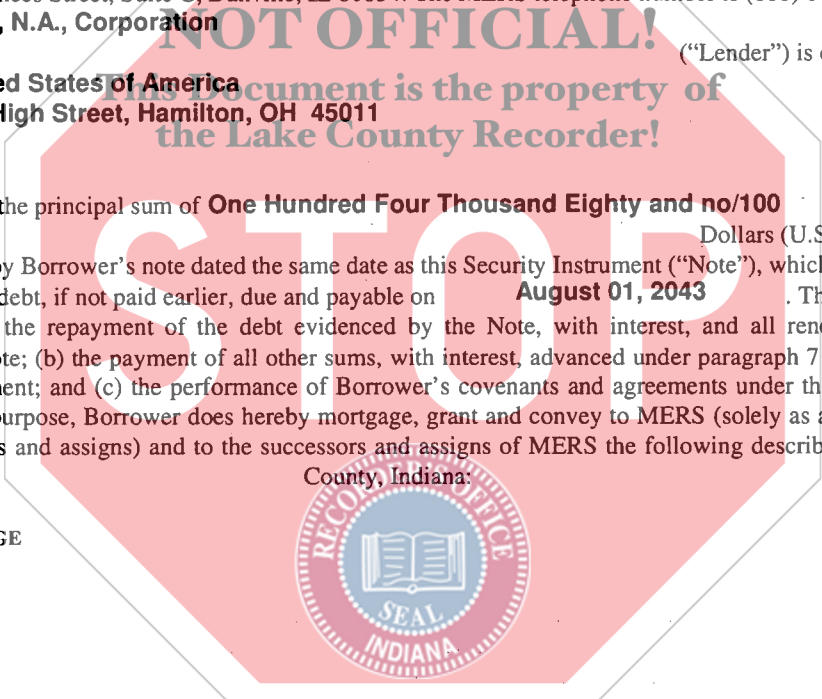 , N.A., Corporation
NOT OFFICIAL!
("Lender") is
ed States of America
This Document is the property of
High Street, Hamilton, OH 45011
the Lake County Recorder!
the principal sum of One Hundred Four Thousand Eighty and no/100
Dollars (U.S
y Borrower's note dated the same date as this Security Instrument ("Note"), which
debt, if not paid earlier, due and payable on August 01, 2043 . Th
the repayment of the debt evidenced by the Note, with interest, and all rene
te; (b) the payment of all other sums, with interest, advanced under paragraph 7
ent; and (c) the performance of Borrower's covenants and agreements under th
urpose, Borrower does hereby mortgage, grant and convey to MERS (solely as a
s and assigns) and to the successors and assigns of MERS the following describ
County, Indiana:
GE
STOP
RECORDER'S OFFICE
SEAL
INDIANA